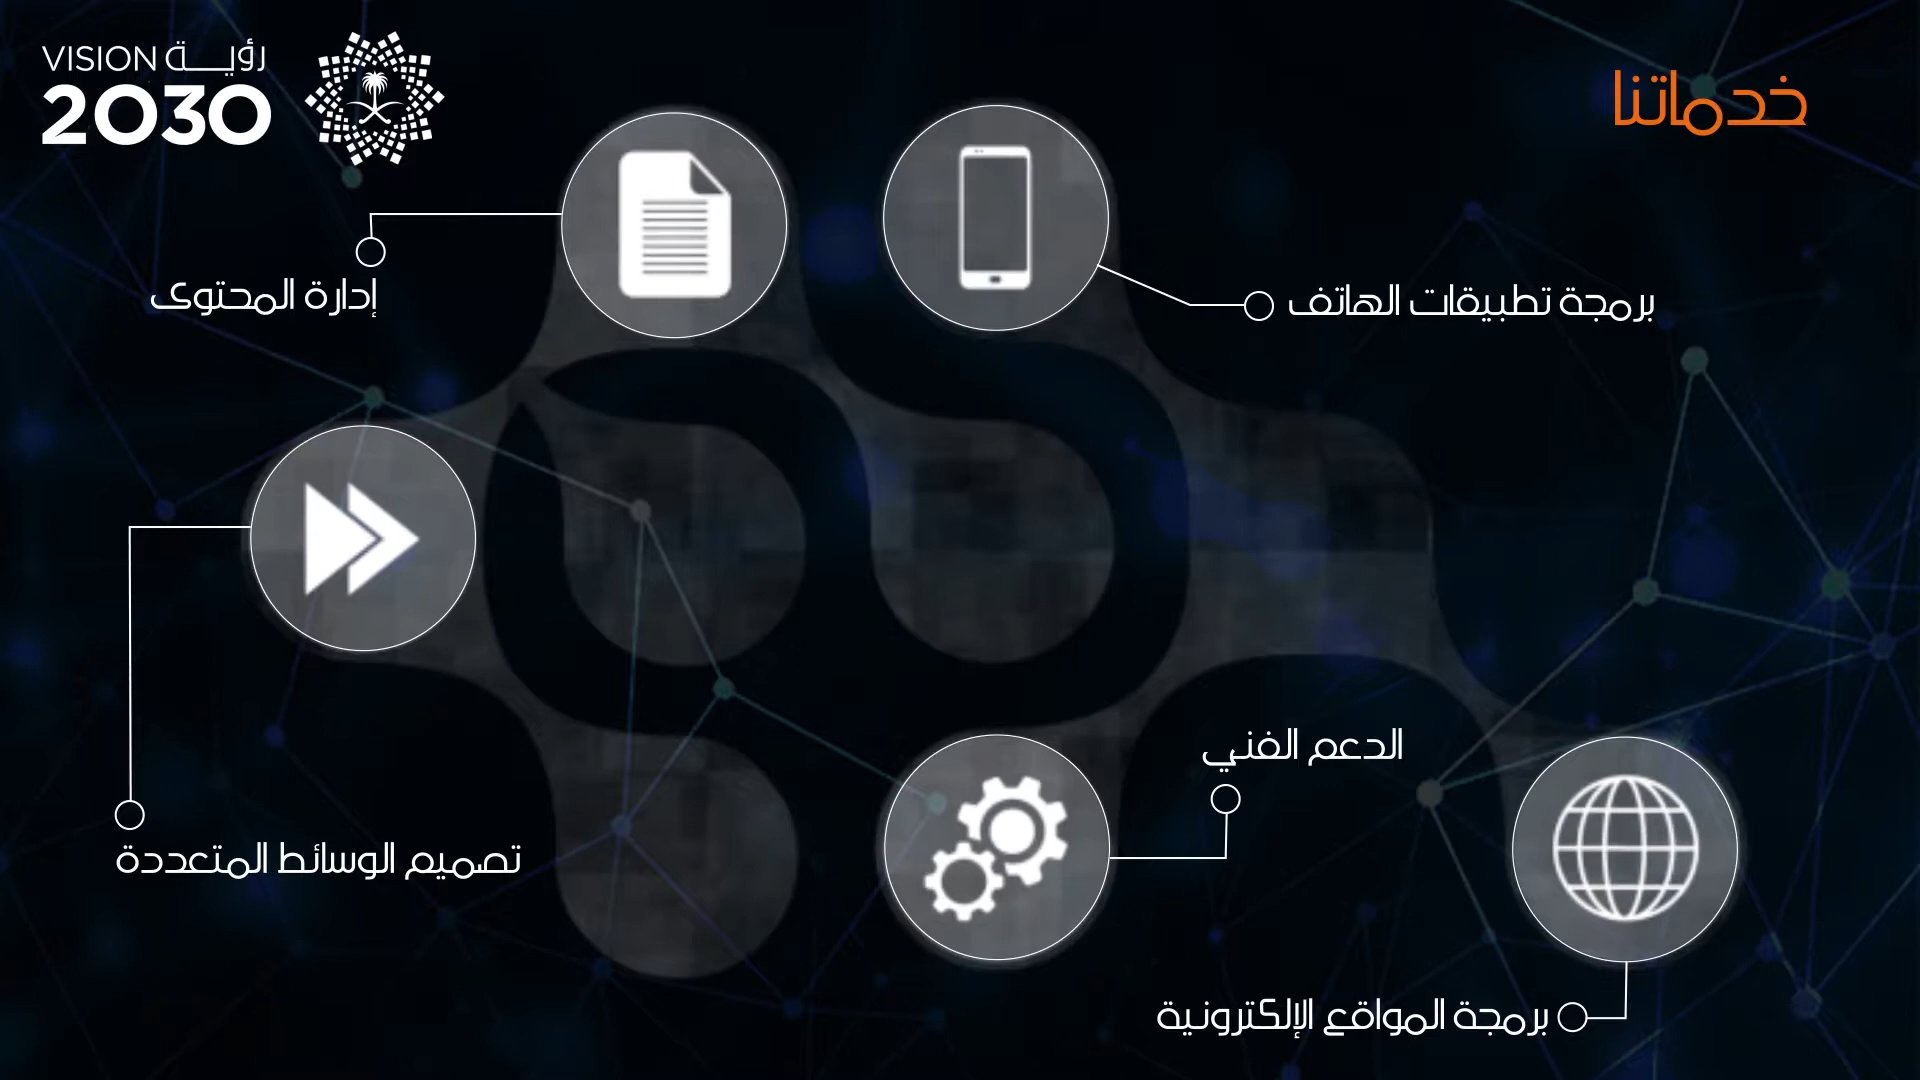 خدماتنا
VISION رؤيـــة
2030
برمجة تطبيقات الهاتف
إدارة المحتوى
الدعم الفني
تصميم الوسائط المتعددة
برمجة المواقع الإلكترونية